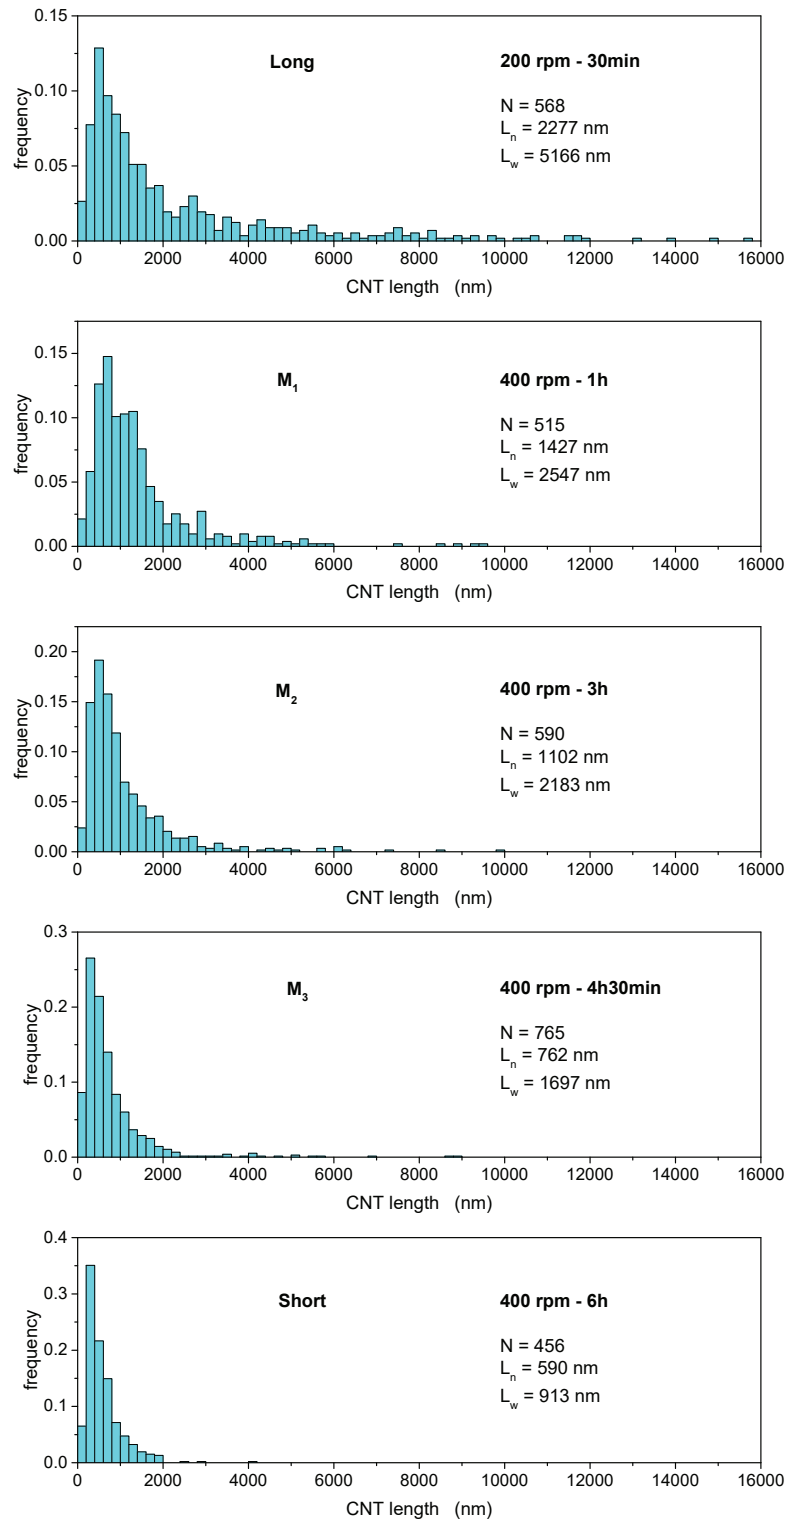 0.15
Long
200 rpm - 30min
0.10
N = 568
Lₙ = 2277 nm
L_w = 5166 nm
frequency
0.05
0.00
0 2000 4000 6000 8000 10000 12000 14000 16000
CNT length (nm)
0.15
M₁
400 rpm - 1h
0.10
N = 515
Lₙ = 1427 nm
L_w = 2547 nm
frequency
0.05
0.00
0 2000 4000 6000 8000 10000 12000 14000 16000
CNT length (nm)
0.20
M₂
400 rpm - 3h
0.15
N = 590
Lₙ = 1102 nm
L_w = 2183 nm
frequency
0.10
0.05
0.00
0 2000 4000 6000 8000 10000 12000 14000 16000
CNT length (nm)
0.3
M₃
400 rpm - 4h30min
0.2
N = 765
Lₙ = 762 nm
L_w = 1697 nm
frequency
0.1
0.0
0 2000 4000 6000 8000 10000 12000 14000 16000
CNT length (nm)
0.4
Short
400 rpm - 6h
0.3
N = 456
Lₙ = 590 nm
L_w = 913 nm
frequency
0.2
0.1
0.0
0 2000 4000 6000 8000 10000 12000 14000 16000
CNT length (nm)